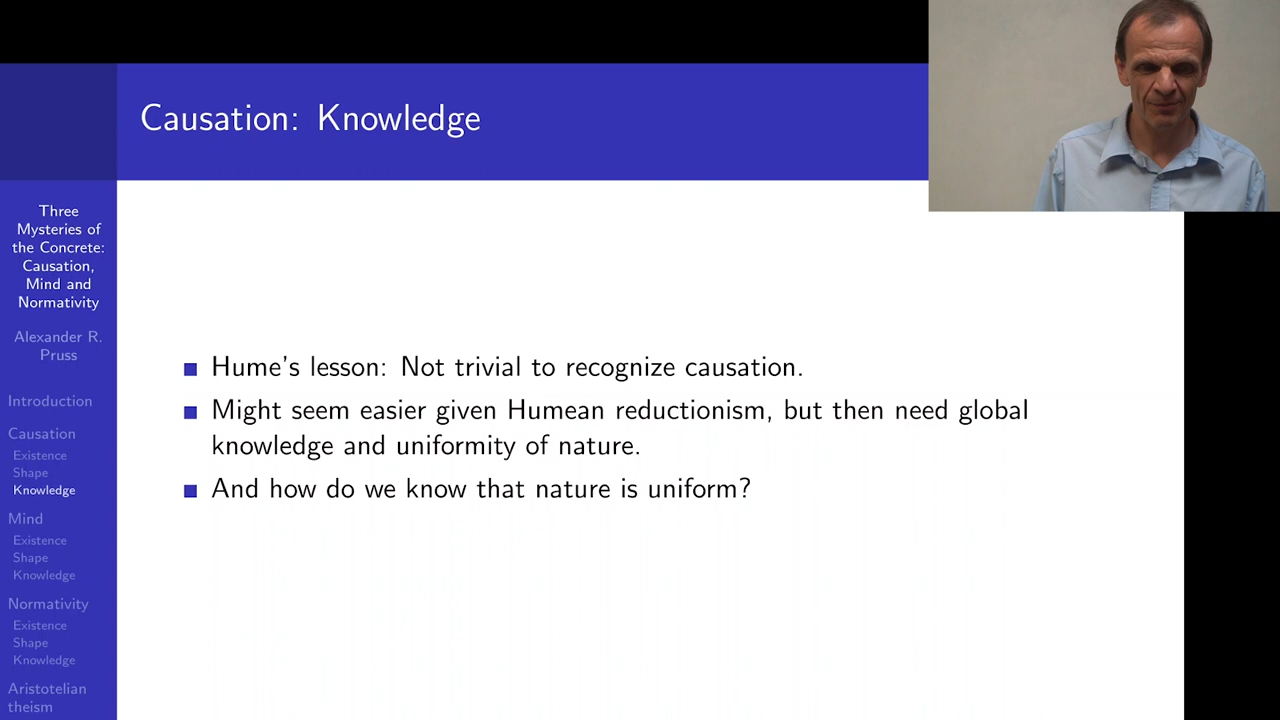 Causation: Knowledge
Three
Mysteries of
the Concrete:
Causation,
Mind and
Normativity
Alexander R.
Pruss
Introduction
Causation
Existence
Shape
Knowledge
Mind
Existence
Shape
Knowledge
Normativity
Existence
Shape
Knowledge
Aristotelian
theism
Hume's lesson: Not trivial to recognize causation.
Might seem easier given Humean reductionism, but then need global
knowledge and uniformity of nature.
And how do we know that nature is uniform?